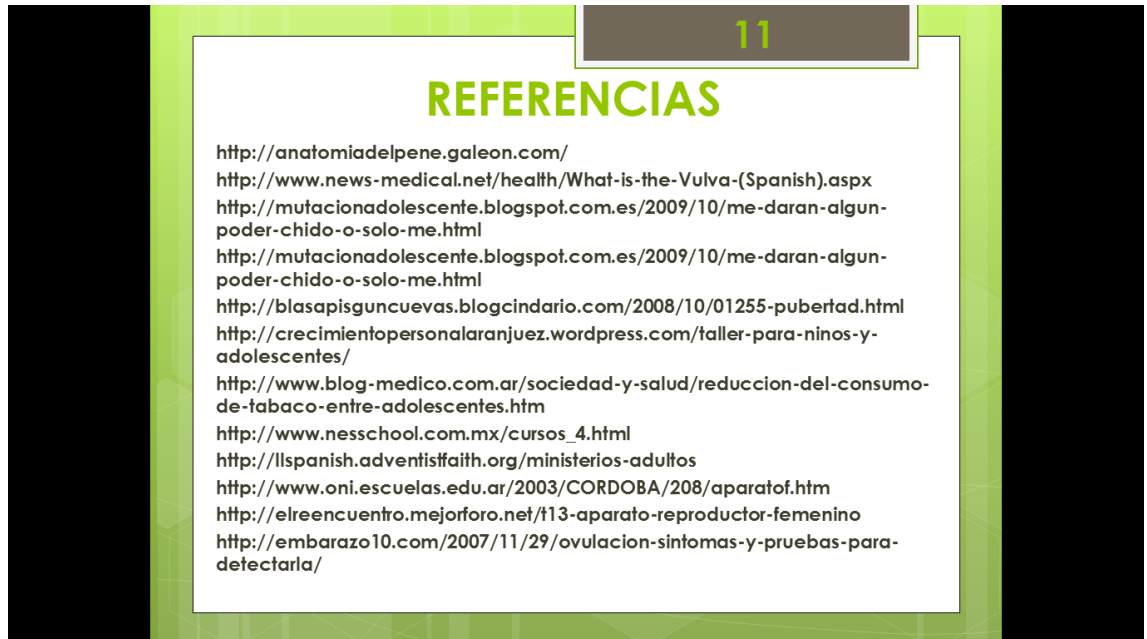 11
REFERENCIAS
http://anatomiadelpene.galeon.com/
http://www.news-medical.net/health/What-is-the-Vulva-(Spanish).aspx
http://mutacionadolescente.blogspot.com.es/2009/10/me-daran-algun-
poder-chido-o-solo-me.html
http://mutacionadolescente.blogspot.com.es/2009/10/me-daran-algun-
poder-chido-o-solo-me.html
http://blasapisguncuevas.blogcindario.com/2008/10/01255-pubertad.html
http://crecimientopersonalaranjuez.wordpress.com/taller-para-ninos-y-
adolescentes/
http://www.blog-medico.com.ar/sociedad-y-salud/reduccion-del-consumo-
de-tabaco-entre-adolescentes.htm
http://www.nesschool.com.mx/cursos_4.html
http://llspanish.adventistfaith.org/ministerios-adultos
http://www.oni.escuelas.edu.ar/2003/CORDOBA/208/aparatof.htm
http://elreencuentro.mejorforo.net/t13-aparato-reproductor-femenino
http://embarazo10.com/2007/11/29/ovulacion-sintomas-y-pruebas-para-
detectarla/